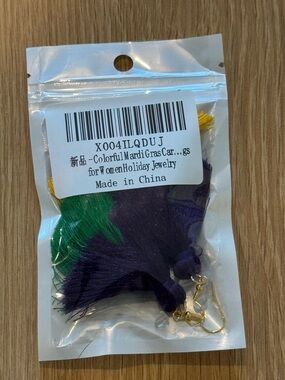 X004ILQDUJ
新品 - Colorful Mardi Gras Car...gs
for Women Holiday Jewelry
Made in China